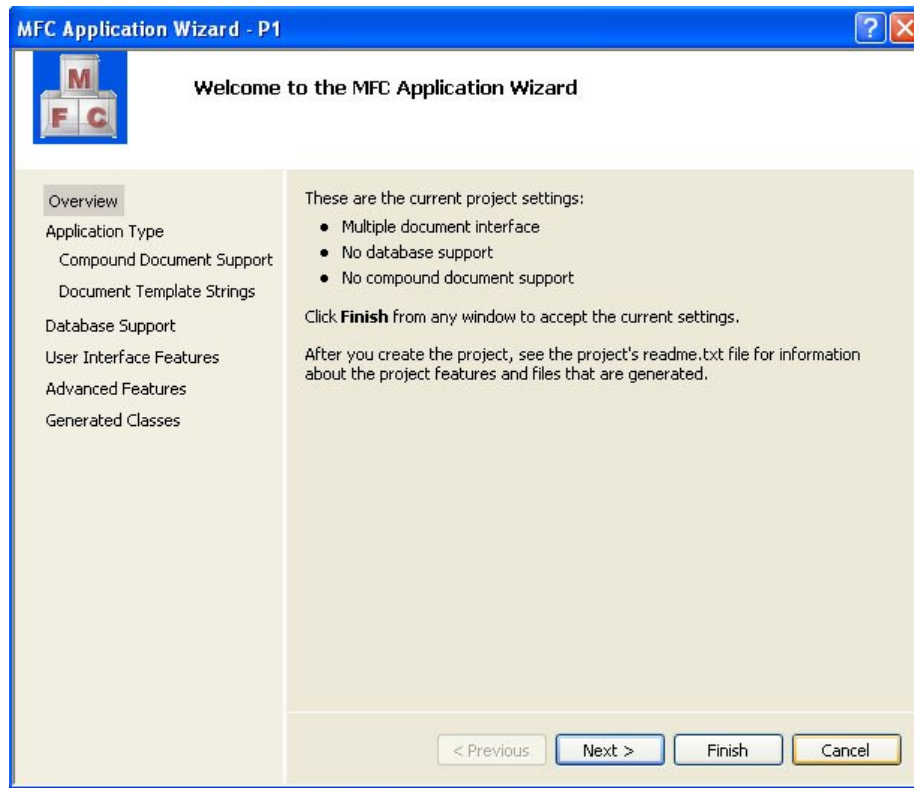 MFC Application Wizard - P1
M
F C
Welcome to the MFC Application Wizard
Overview
Application Type
Compound Document Support
Document Template Strings
Database Support
User Interface Features
Advanced Features
Generated Classes
These are the current project settings:
● Multiple document interface
● No database support
● No compound document support
Click Finish from any window to accept the current settings.
After you create the project, see the project's readme.txt file for information
about the project features and files that are generated.
< Previous
Next >
Finish
Cancel